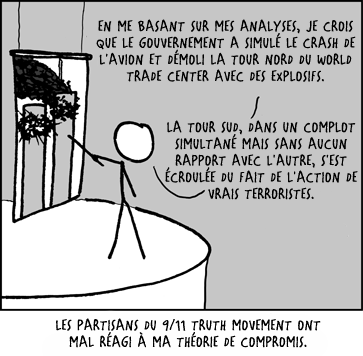 EN ME BASANT SUR MES ANALYSES, JE CROIS
QUE LE GOUVERNEMENT A SIMULÉ LE CRASH DE
L'AVION ET DÉMOLI LA TOUR NORD DU WORLD
TRADE CENTER AVEC DES EXPLOSIFS.
LA TOUR SUD, DANS UN COMPLOT
SIMULTANÉ MAIS SANS AUCUN
RAPPORT AVEC L'AUTRE, S'EST
ÉCROULÉE DU FAIT DE L'ACTION DE
VRAIS TERRORISTES.
LES PARTISANS DU 9/11 TRUTH MOVEMENT ONT
MAL RÉAGI À MA THÉORIE DE COMPROMIS.